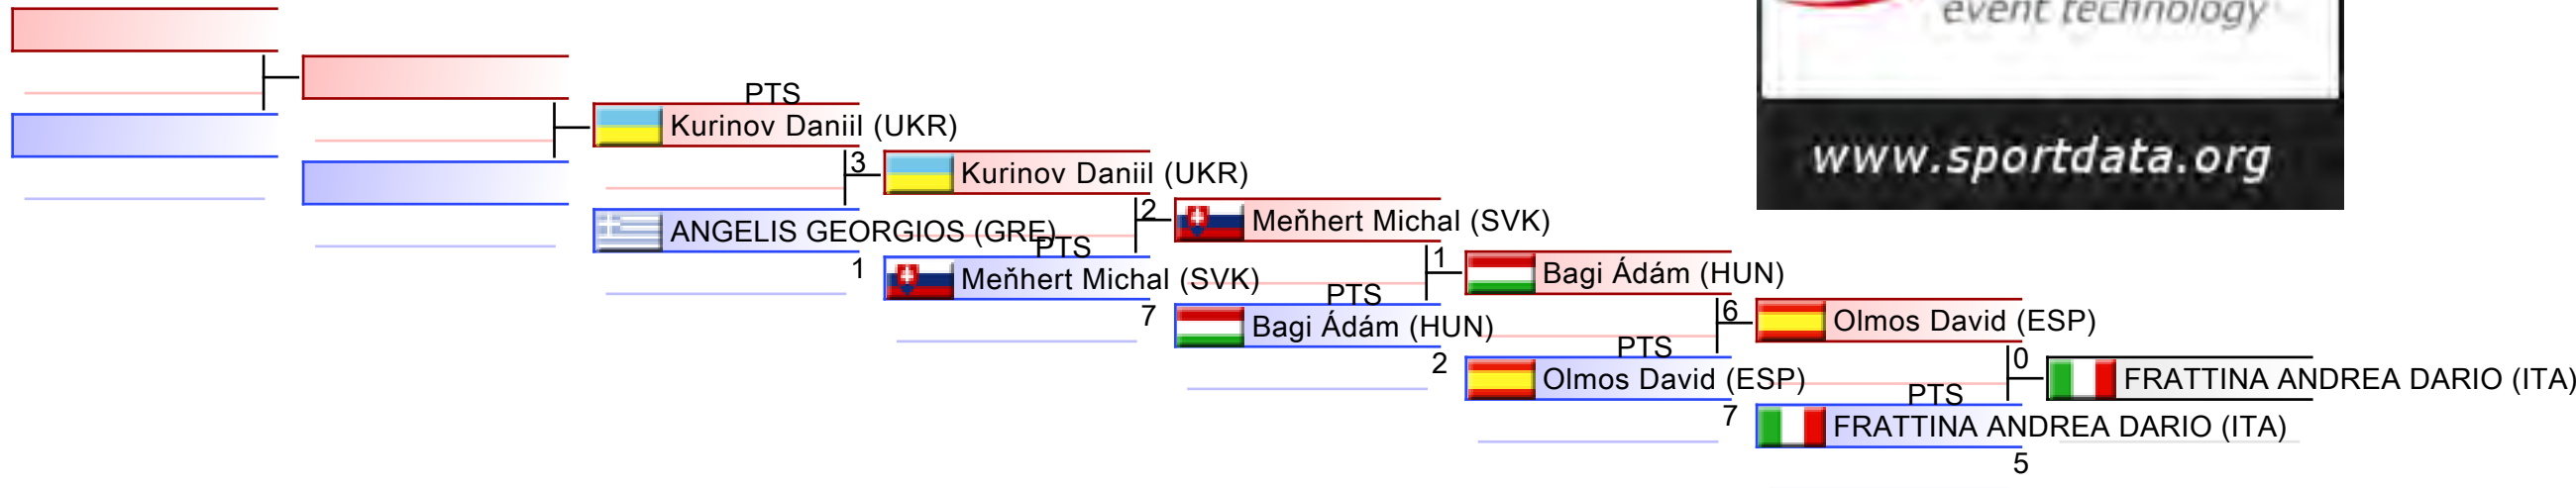 event technology
www.sportdata.org
PTS
Kurinov Daniil (UKR)
3
ANGELIS GEORGIOS (GRE)
1
Kurinov Daniil (UKR)
2
PTS
Meňhert Michal (SVK)
7
Meňhert Michal (SVK)
1
PTS
Bagi Ádám (HUN)
2
Bagi Ádám (HUN)
6
PTS
Olmos David (ESP)
7
Olmos David (ESP)
0
PTS
FRATTINA ANDREA DARIO (ITA)
5
FRATTINA ANDREA DARIO (ITA)